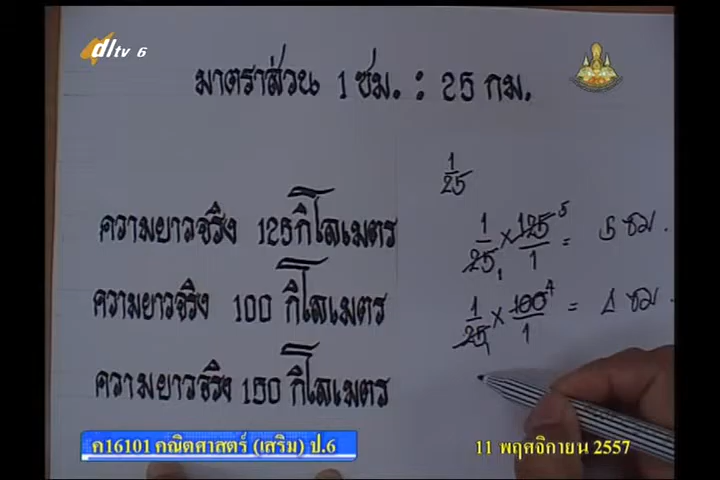 dltv 6
มาตราส่วน 1 ซม. : 25 กม.
1/25
ความยาวจริง 125 กิโลเมตร
1/25 × 125/1 = 5 ซม.
5
1
ความยาวจริง 100 กิโลเมตร
1/25 × 100/1 = 4 ซม.
4
1
ความยาวจริง 150 กิโลเมตร
ค16101 คณิตศาสตร์ (เสริม) ป.6
11 พฤศจิกายน 2557